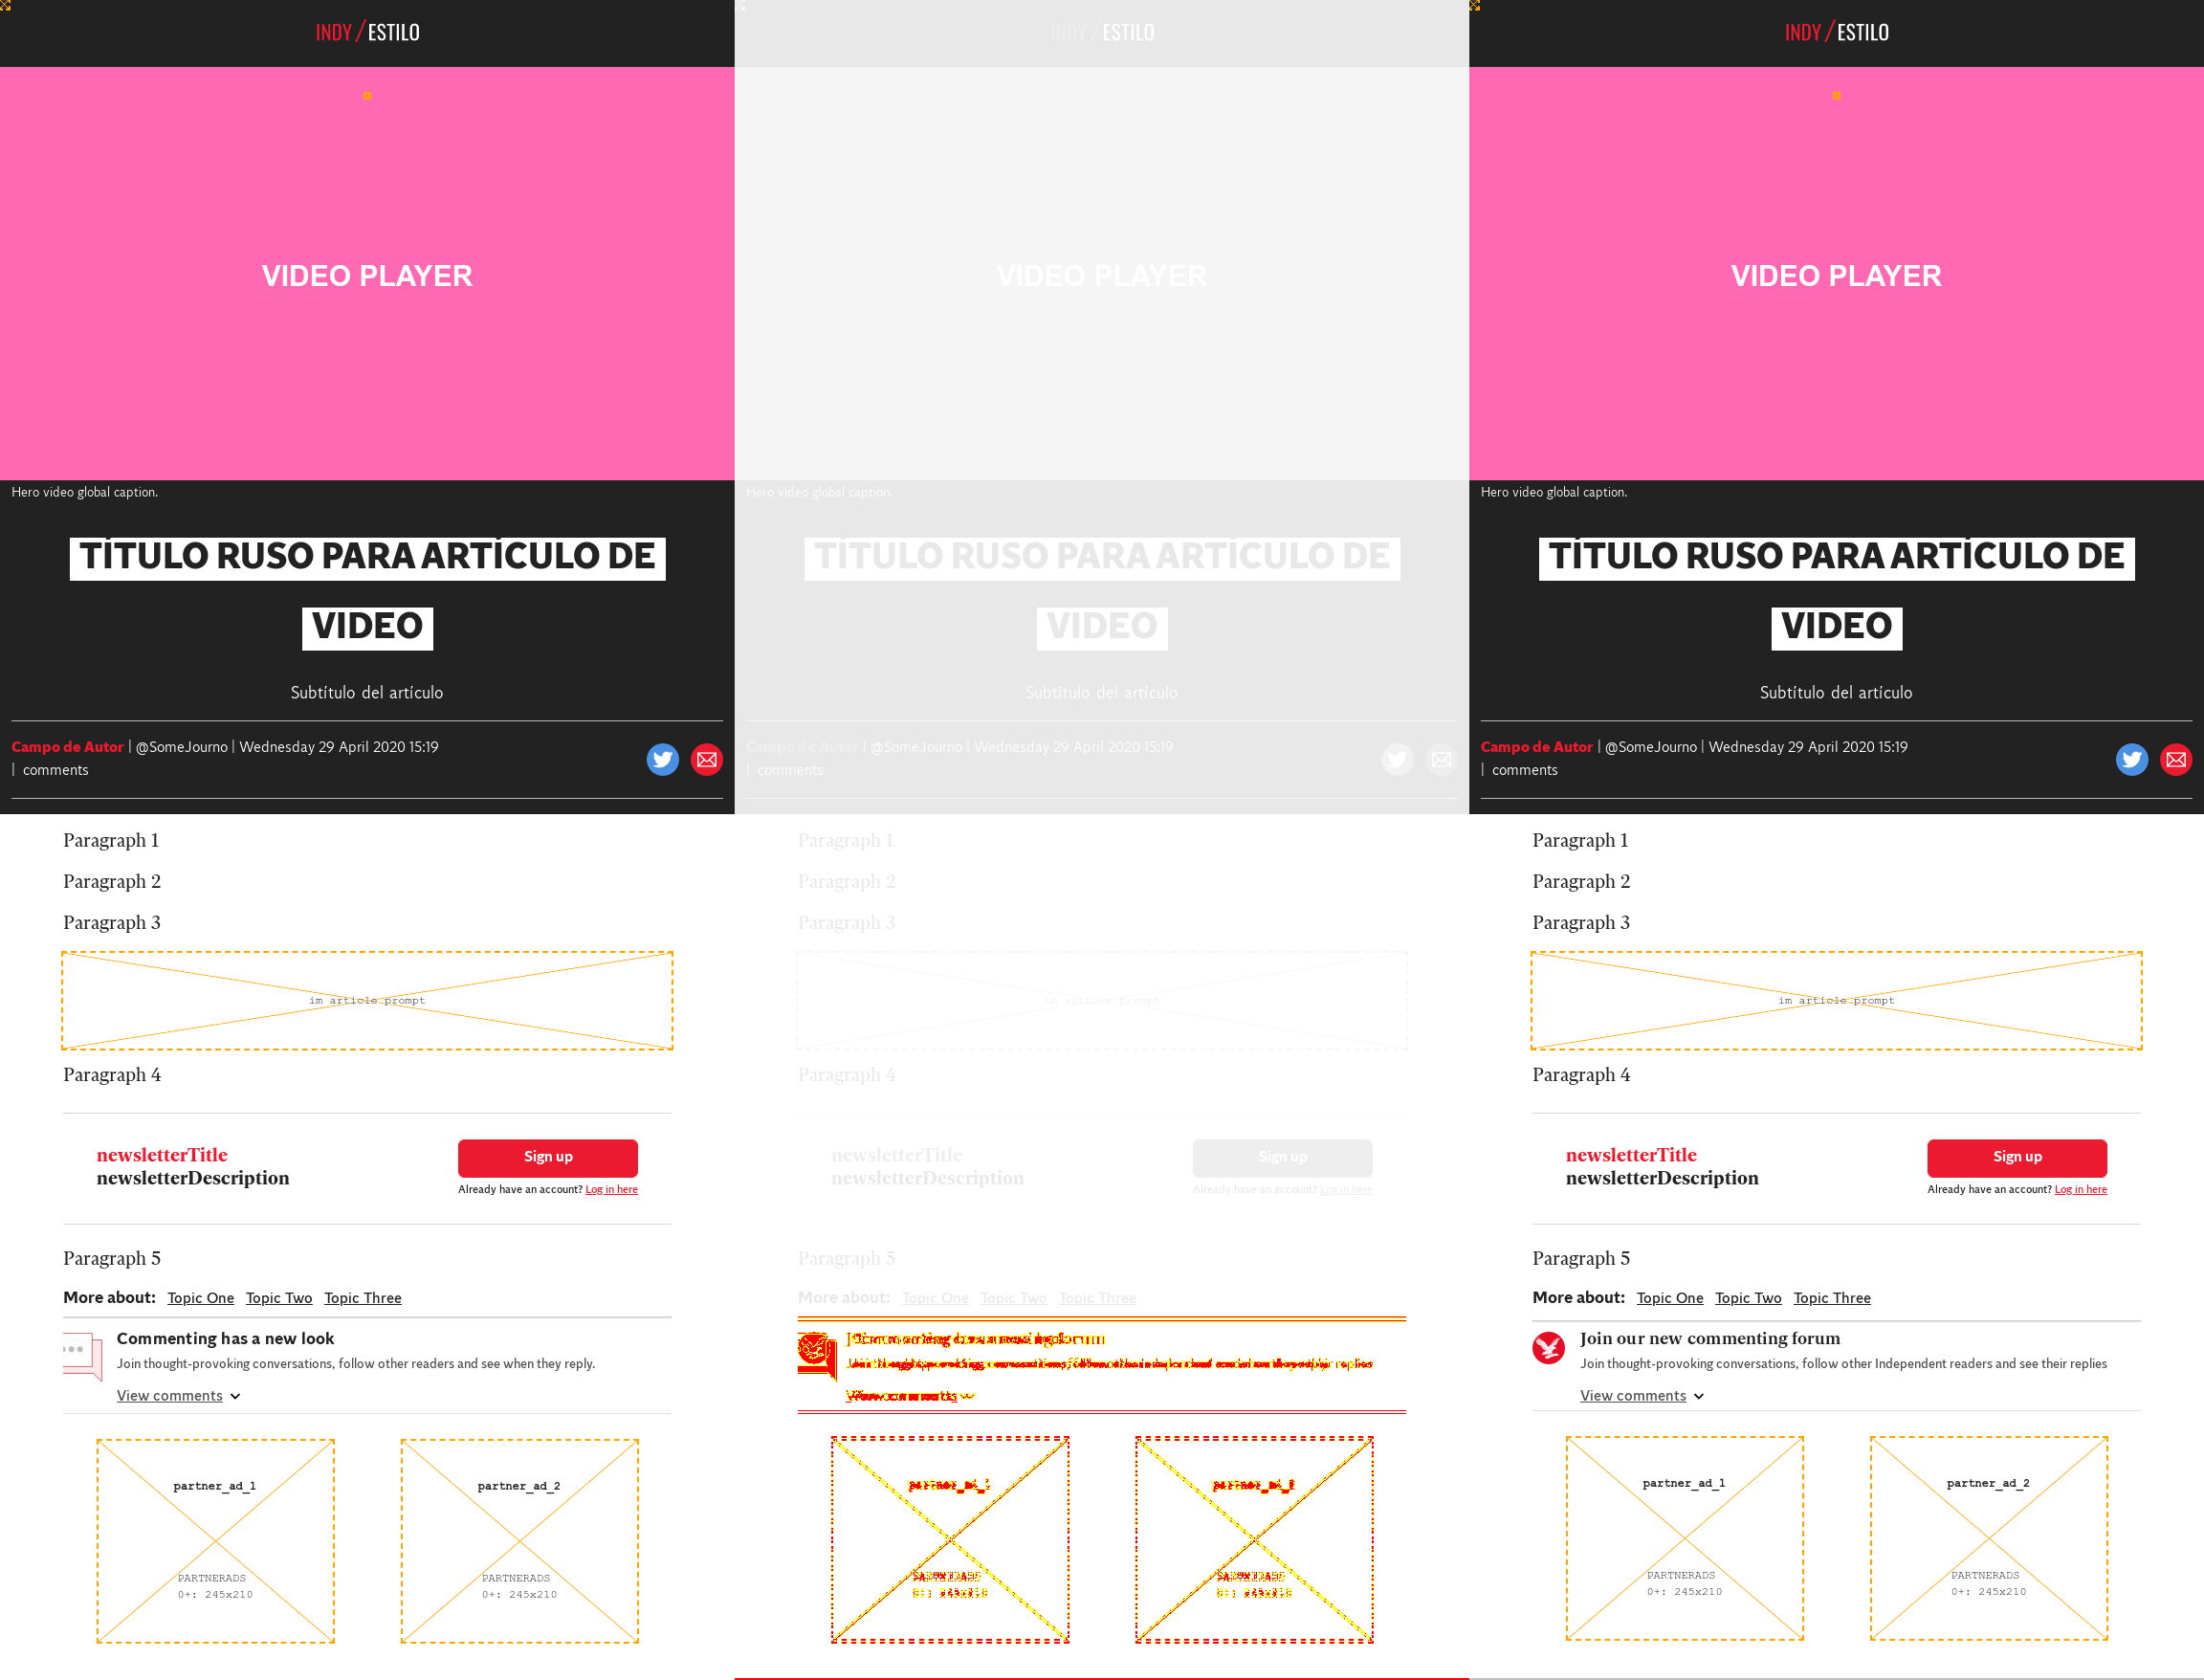 INDY/ESTILO
VIDEO PLAYER
Hero video global caption.
TÍTULO RUSO PARA ARTÍCULO DE
VIDEO
Subtítulo del artículo
Campo de Autor | @SomeJourno | Wednesday 29 April 2020 15:19
| comments
Paragraph 1
Paragraph 2
Paragraph 3
im article prompt
Paragraph 4
newsletterTitle
newsletterDescription
Sign up
Already have an account? Log in here
Paragraph 5
More about: Topic One Topic Two Topic Three
Commenting has a new look
Join thought-provoking conversations, follow other readers and see when they reply.
View comments
partner_ad_1
PARTNERADS
0+: 245x210
partner_ad_2
PARTNERADS
0+: 245x210
INDY/ESTILO
VIDEO PLAYER
Hero video global caption.
TÍTULO RUSO PARA ARTÍCULO DE
VIDEO
Subtítulo del artículo
Campo de Autor | @SomeJourno | Wednesday 29 April 2020 15:19
| comments
Paragraph 1
Paragraph 2
Paragraph 3
im article prompt
Paragraph 4
newsletterTitle
newsletterDescription
Sign up
Already have an account? Log in here
Paragraph 5
More about: Topic One Topic Two Topic Three
INDY/ESTILO
VIDEO PLAYER
Hero video global caption.
TÍTULO RUSO PARA ARTÍCULO DE
VIDEO
Subtítulo del artículo
Campo de Autor | @SomeJourno | Wednesday 29 April 2020 15:19
| comments
Paragraph 1
Paragraph 2
Paragraph 3
im article prompt
Paragraph 4
newsletterTitle
newsletterDescription
Sign up
Already have an account? Log in here
Paragraph 5
More about: Topic One Topic Two Topic Three
Join our new commenting forum
Join thought-provoking conversations, follow other Independent readers and see their replies
View comments
partner_ad_1
PARTNERADS
0+: 245x210
partner_ad_2
PARTNERADS
0+: 245x210